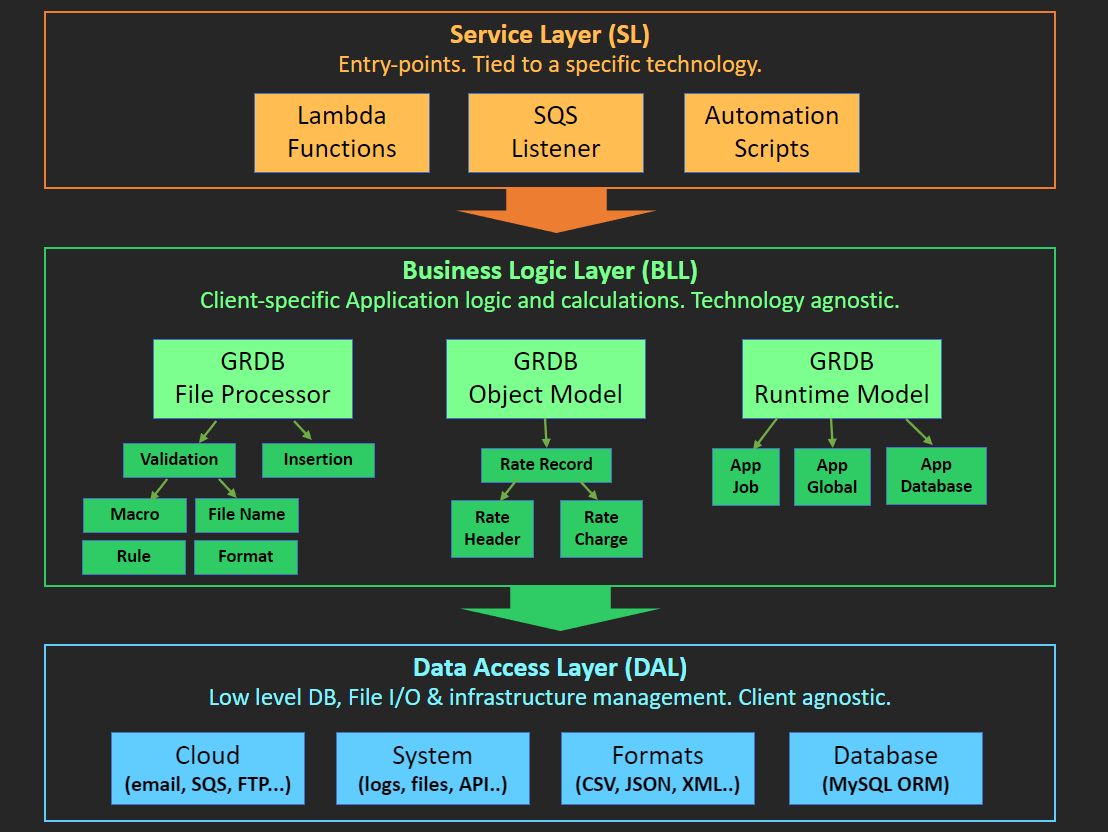 Service Layer (SL)
Entry-points. Tied to a specific technology.
Lambda
Functions
SQS
Listener
Automation
Scripts
Business Logic Layer (BLL)
Client-specific Application logic and calculations. Technology agnostic.
GRDB
File Processor
GRDB
Object Model
GRDB
Runtime Model
Validation
Insertion
Macro
File Name
Rule
Format
Rate Record
Rate
Header
Rate
Charge
App
Job
App
Global
App
Database
Data Access Layer (DAL)
Low level DB, File I/O & infrastructure management. Client agnostic.
Cloud
(email, SQS, FTP...)
System
(logs, files, API..)
Formats
(CSV, JSON, XML..)
Database
(MySQL ORM)